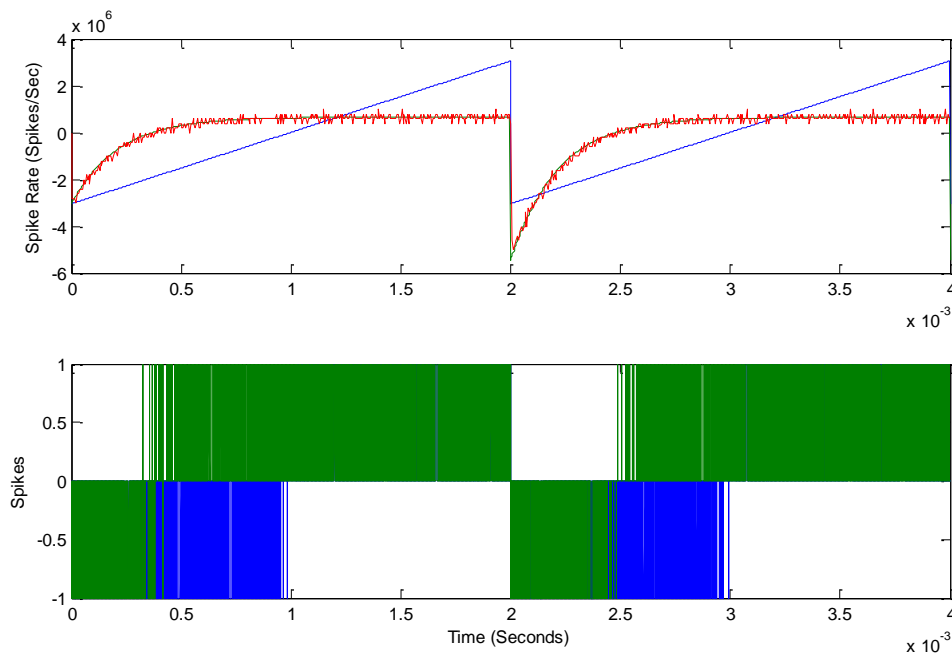 x 10^6
4
2
0
-2
-4
-6
Spike Rate (Spikes/Sec)
0 0.5 1 1.5 2 2.5 3 3.5 4
x 10^-3
1
0.5
0
-0.5
-1
Spikes
0 0.5 1 1.5 2 2.5 3 3.5 4
Time (Seconds)
x 10^-3